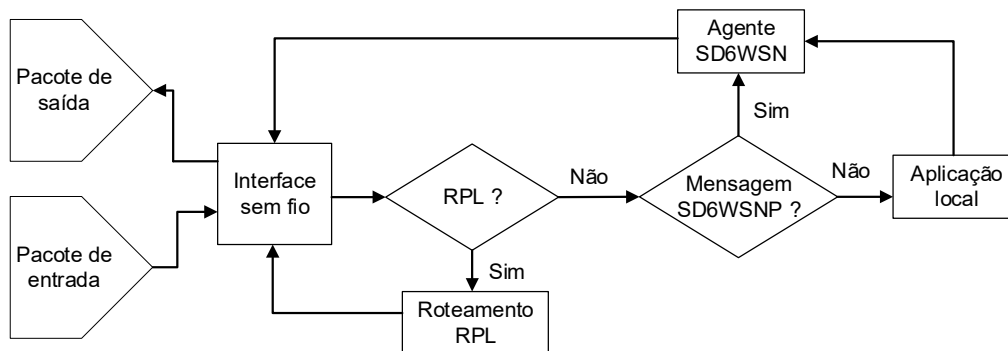 Pacote de
saída
Pacote de
entrada
Interface
sem fio
RPL ?
Não
Sim
Roteamento
RPL
Mensagem
SD6WSNP ?
Sim
Agente
SD6WSN
Não
Aplicação
local